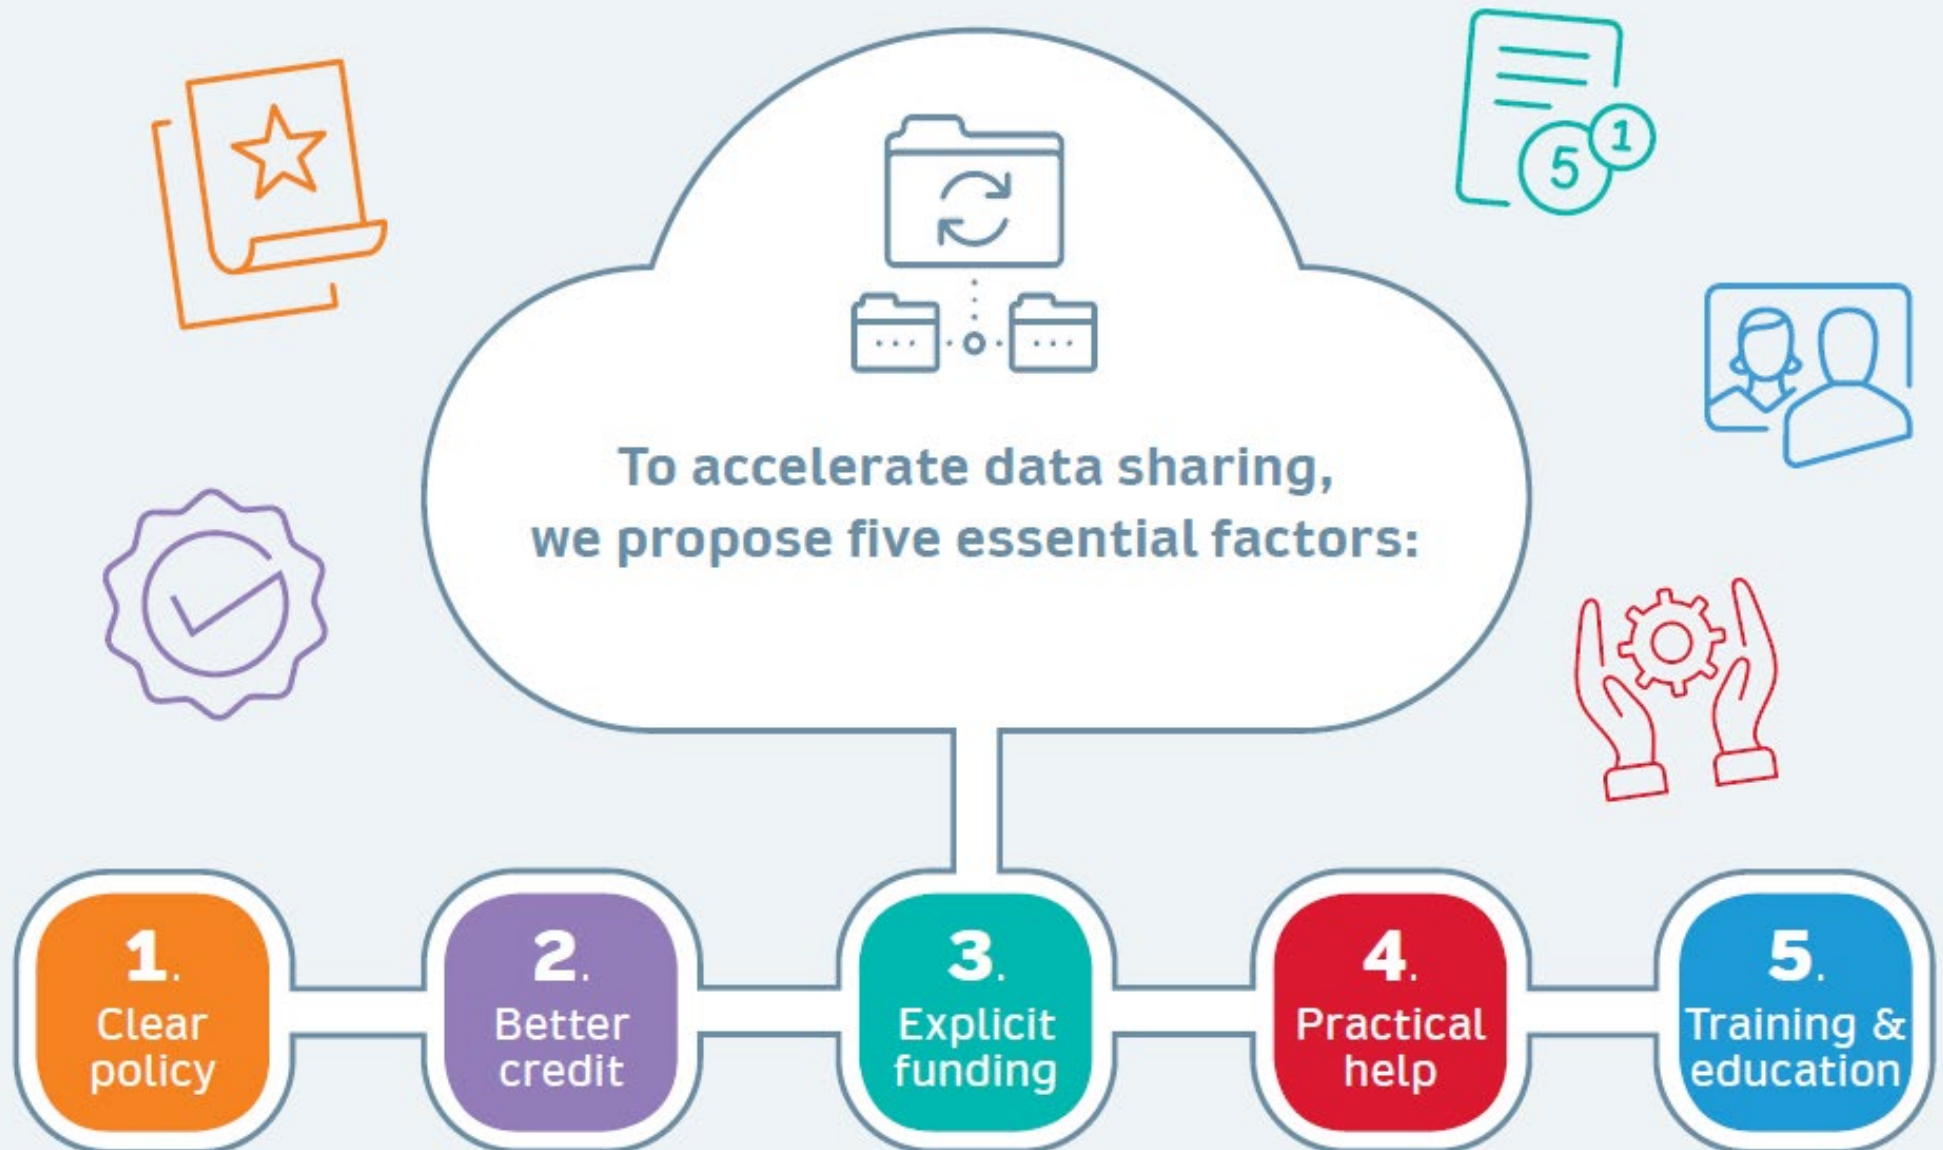 5 1
To accelerate data sharing,
we propose five essential factors:
1.
Clear
policy
2.
Better
credit
3.
Explicit
funding
4.
Practical
help
5.
Training &
education